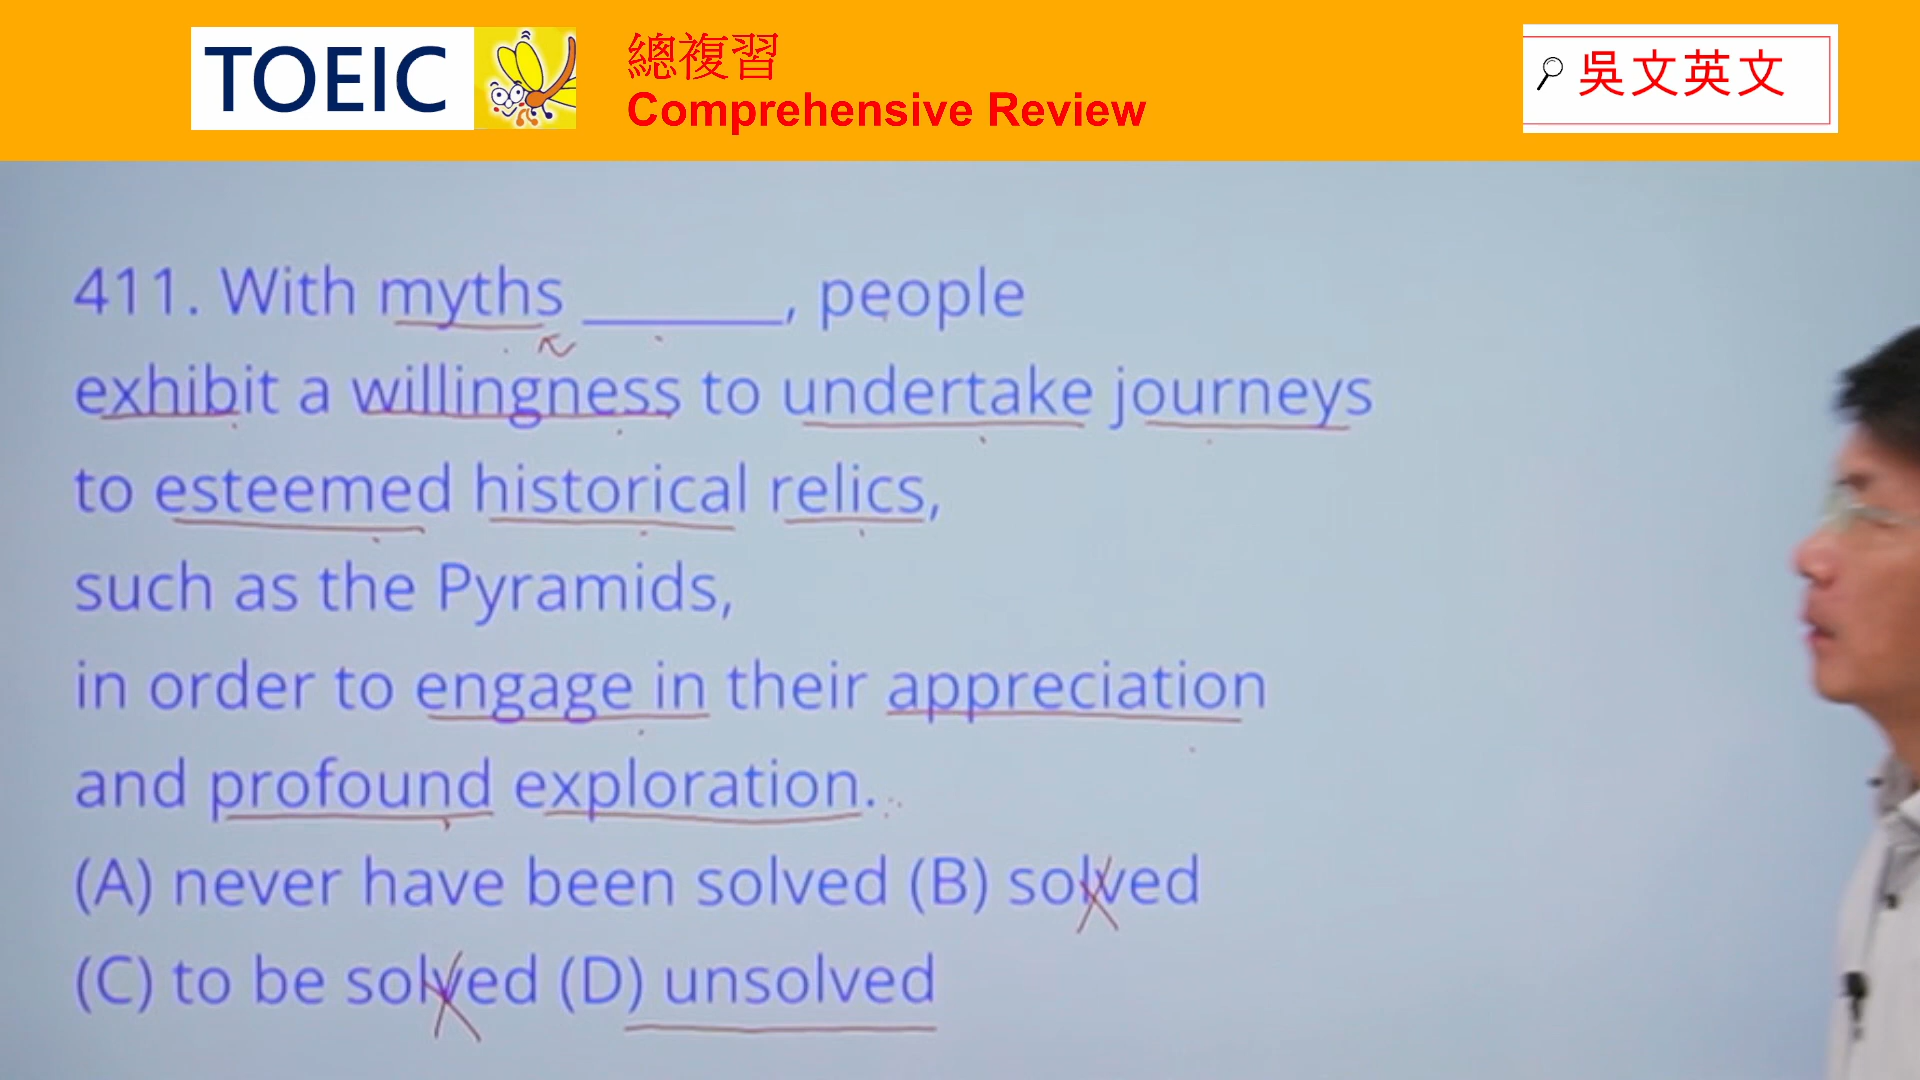 TOEIC
總複習
Comprehensive Review
吳文英文
411. With myths ______, people
exhibit a willingness to undertake journeys
to esteemed historical relics,
such as the Pyramids,
in order to engage in their appreciation
and profound exploration.
(A) never have been solved (B) solved
(C) to be solved (D) unsolved